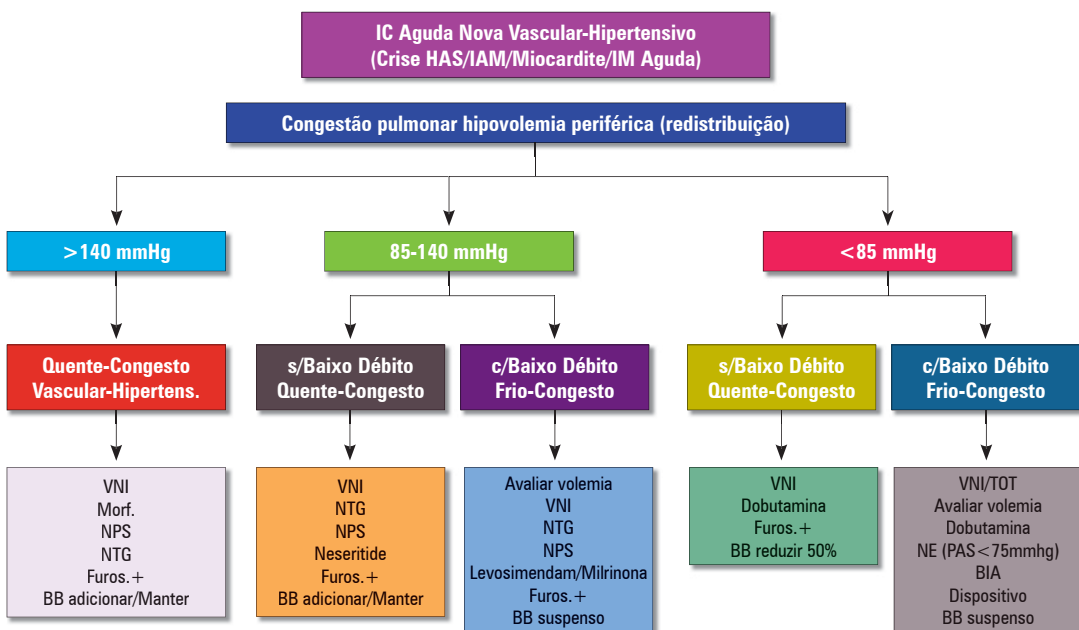 IC Aguda Nova Vascular-Hipertensivo
(Crise HAS/IAM/Miocardite/IM Aguda)
Congestão pulmonar hipovolemia periférica (redistribuição)
>140 mmHg
85-140 mmHg
<85 mmHg
Quente-Congesto
Vascular-Hipertens.
s/Baixo Débito
Quente-Congesto
c/Baixo Débito
Frio-Congesto
s/Baixo Débito
Quente-Congesto
c/Baixo Débito
Frio-Congesto
VNI
Morf.
NPS
NTG
Furos.+
BB adicionar/Manter
VNI
NTG
NPS
Neseritide
Furos.+
BB adicionar/Manter
Avaliar volemia
VNI
NTG
NPS
Levosimendam/Milrinona
Furos.+
BB suspenso
VNI
Dobutamina
Furos.+
BB reduzir 50%
VNI/TOT
Avaliar volemia
Dobutamina
NE (PAS<75mmhg)
BIA
Dispositivo
BB suspenso